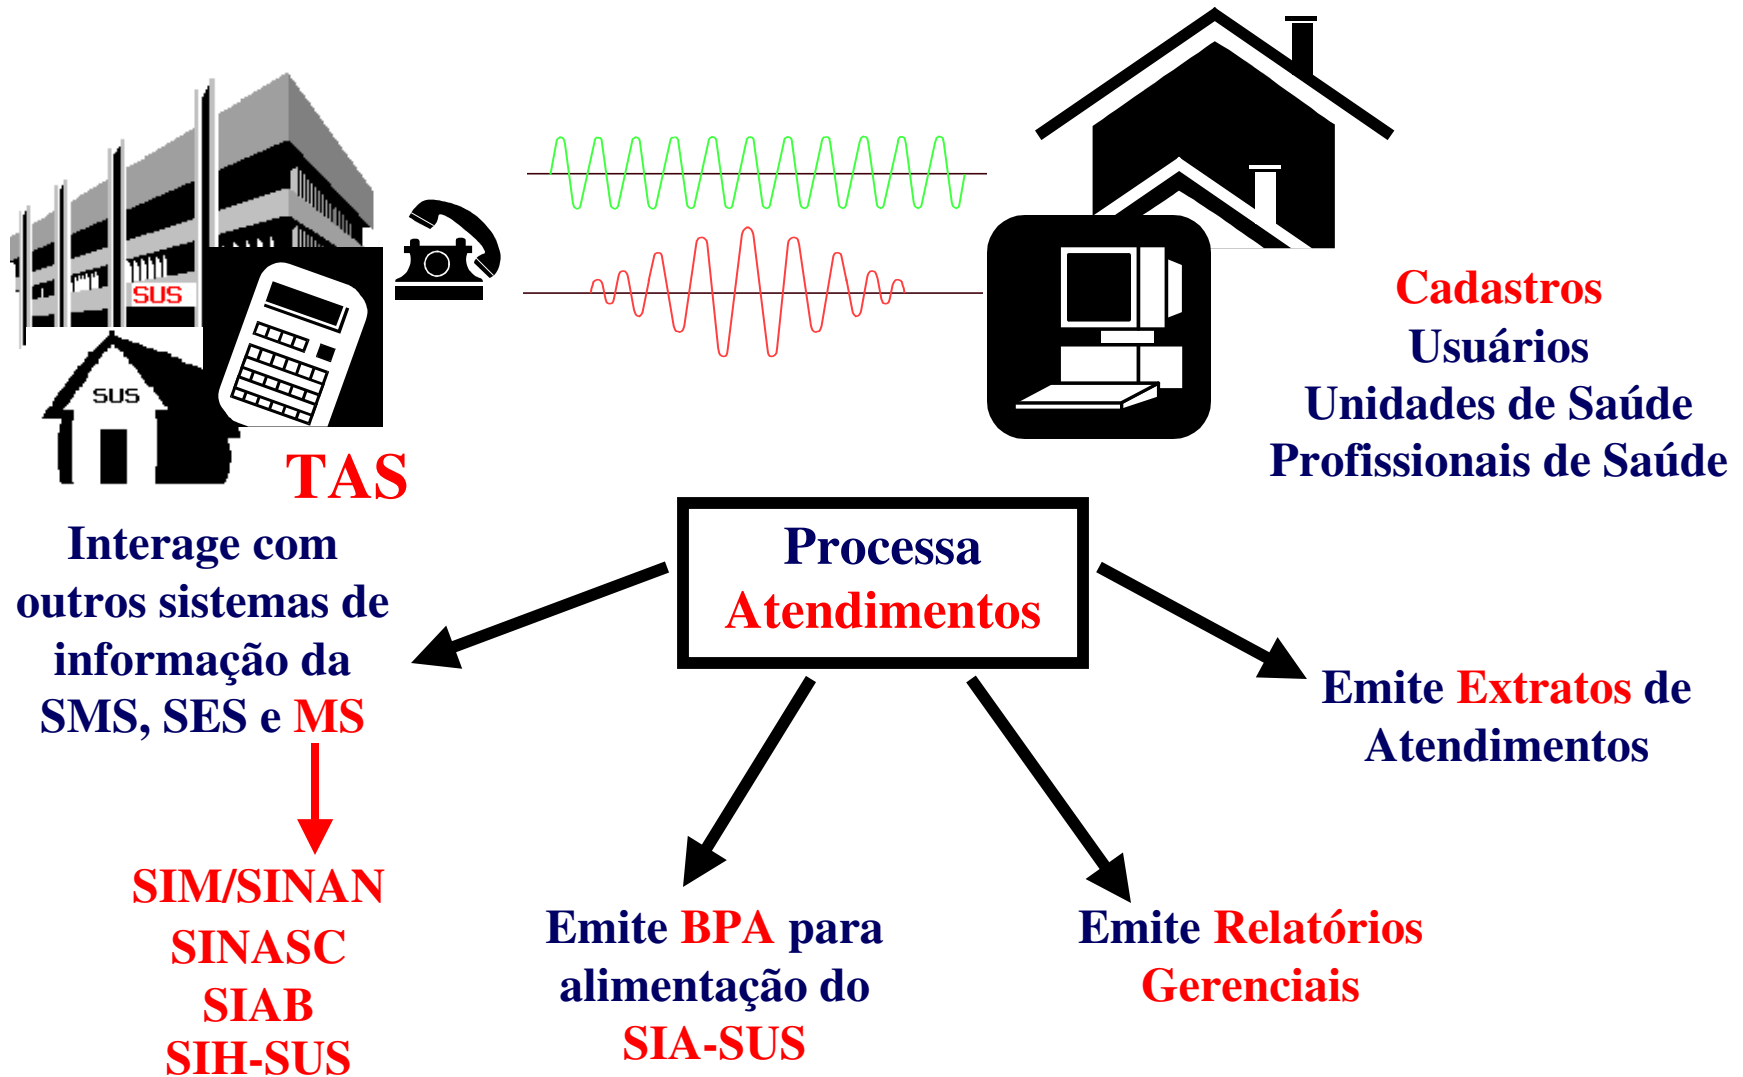 SUS
SUS
TAS
Cadastros
Usuários
Unidades de Saúde
Profissionais de Saúde
Processa
Atendimentos
Interage com
outros sistemas de
informação da
SMS, SES e MS
SIM/SINAN
SINASC
SIAB
SIH-SUS
Emite BPA para
alimentação do
SIA-SUS
Emite Relatórios
Gerenciais
Emite Extratos de
Atendimentos